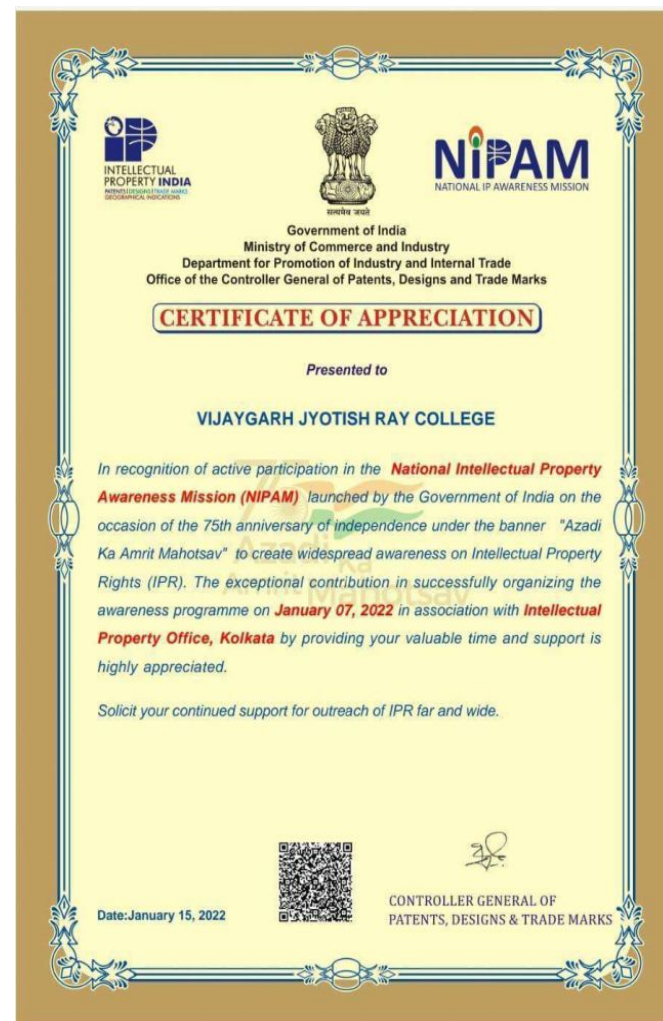 INTELLECTUAL
PROPERTY INDIA
PATENTS | DESIGNS | TRADE MARKS
GEOGRAPHICAL INDICATIONS
सत्यमेव जयते
NiPAM
NATIONAL IP AWARENESS MISSION
Government of India
Ministry of Commerce and Industry
Department for Promotion of Industry and Internal Trade
Office of the Controller General of Patents, Designs and Trade Marks
CERTIFICATE OF APPRECIATION
Presented to
VIJAYGARH JYOTISH RAY COLLEGE
In recognition of active participation in the National Intellectual Property
Awareness Mission (NIPAM) launched by the Government of India on the
occasion of the 75th anniversary of independence under the banner "Azadi
Ka Amrit Mahotsav" to create widespread awareness on Intellectual Property
Rights (IPR). The exceptional contribution in successfully organizing the
awareness programme on January 07, 2022 in association with Intellectual
Property Office, Kolkata by providing your valuable time and support is
highly appreciated.
Solicit your continued support for outreach of IPR far and wide.
Azadi
Ka
Amrit Mahotsav
Date:January 15, 2022
CONTROLLER GENERAL OF
PATENTS, DESIGNS & TRADE MARKS